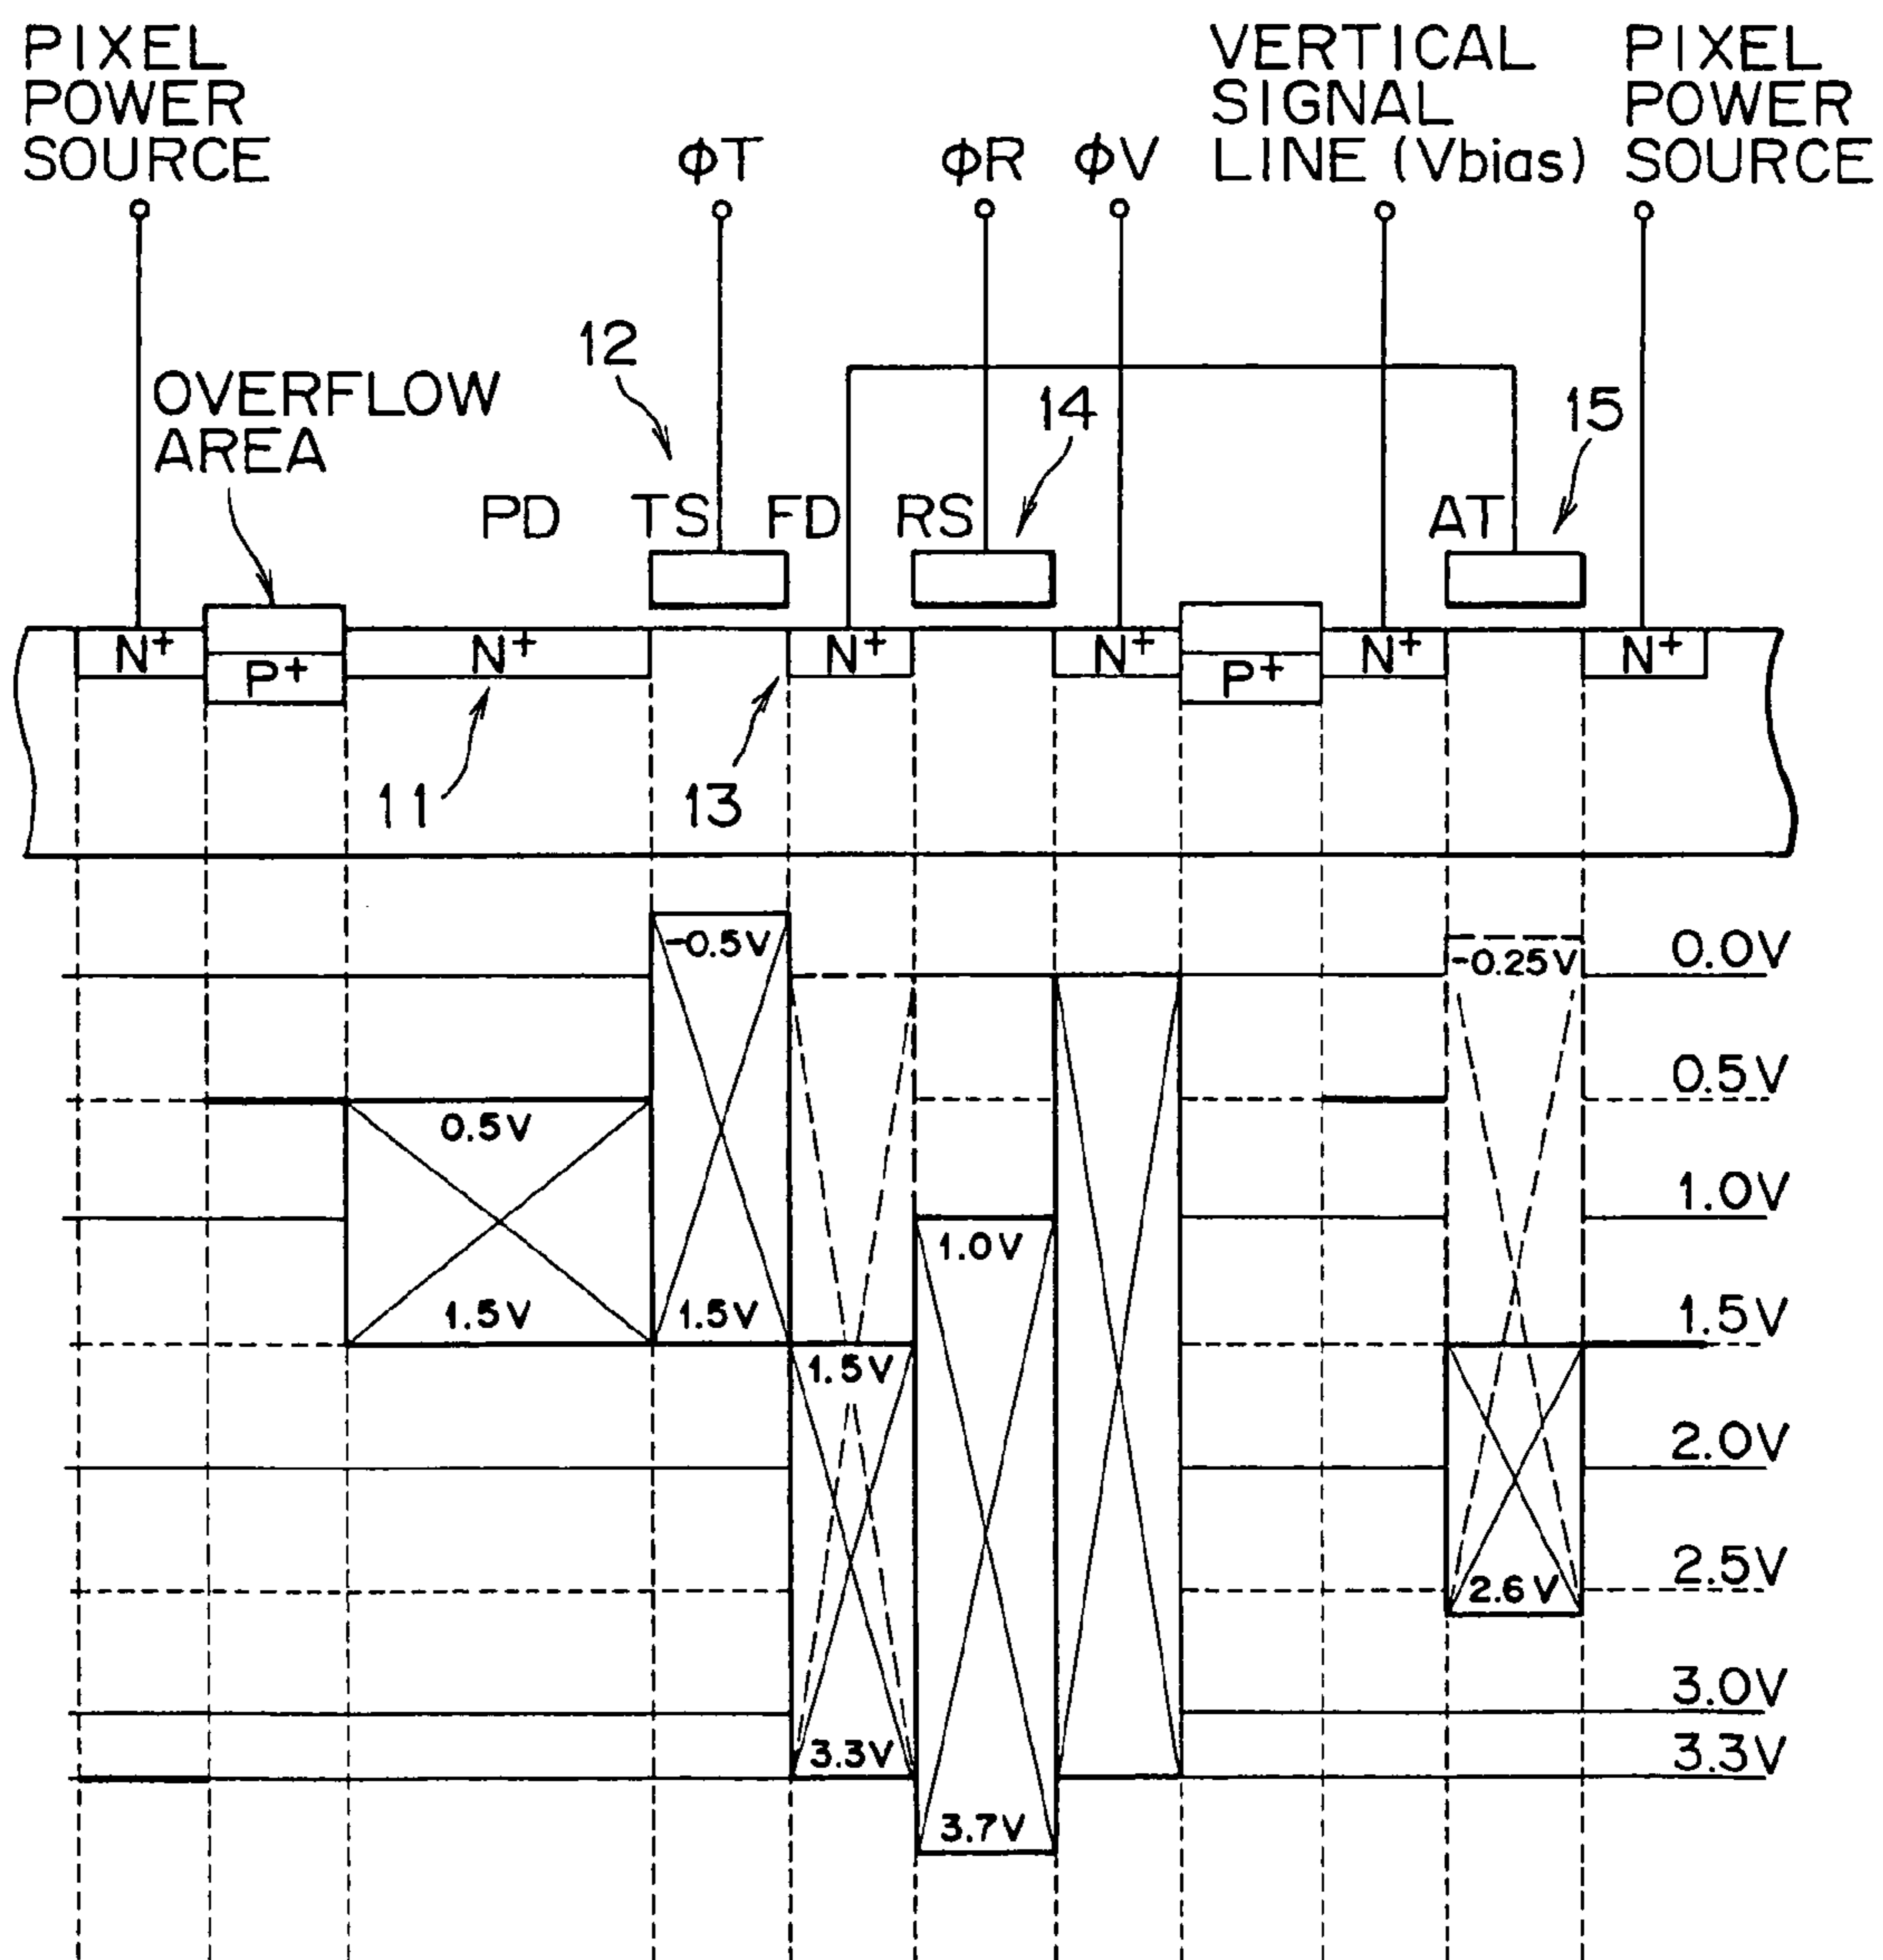 PIXEL
POWER
SOURCE
ΦT
ΦR
ΦV
VERTICAL
SIGNAL
LINE (Vbias)
PIXEL
POWER
SOURCE
12
OVERFLOW
AREA
14
15
PD
TS
FD
RS
AT
N+
P+
N+
N+
N+
P+
N+
N+
11
13
-0.5V
0.0V
-0.25V
0.5V
0.5V
1.0V
1.0V
1.5V
1.5V
1.5V
1.5V
2.0V
2.5V
2.6V
3.0V
3.3V
3.3V
3.7V